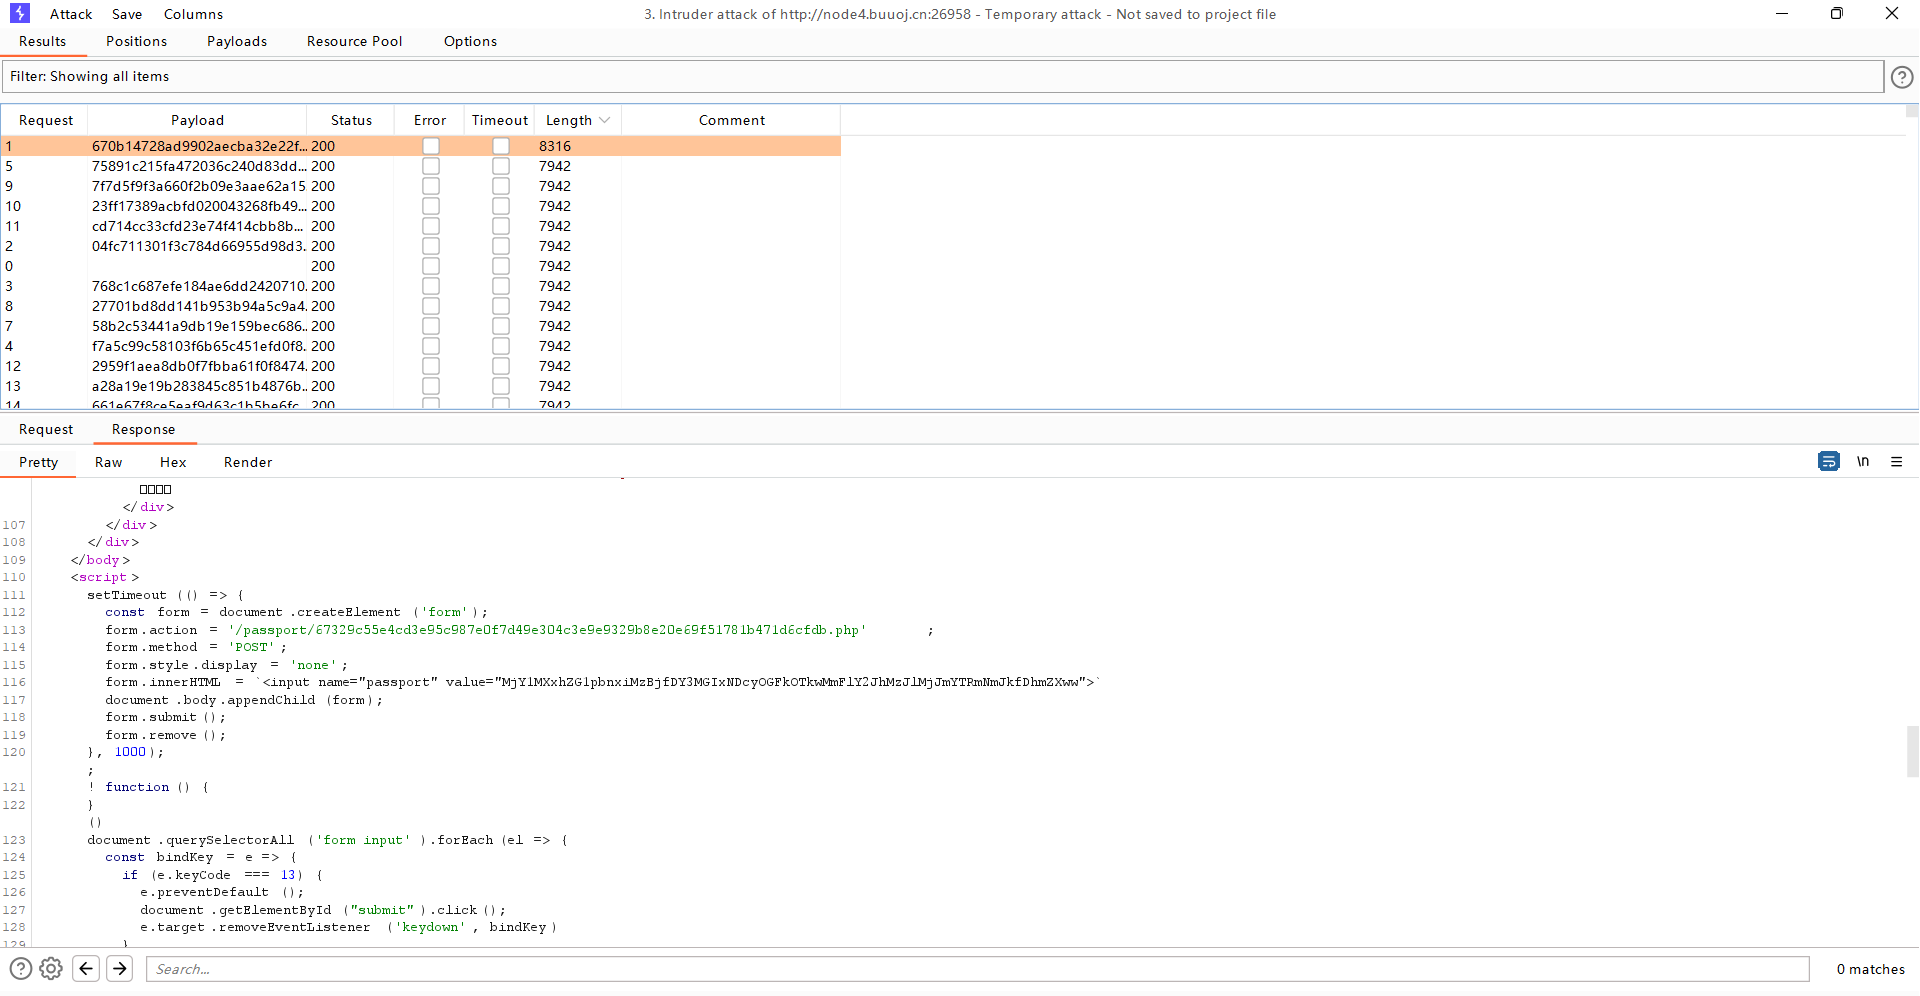 Attack Save Columns 3. Intruder attack of http://node4.buuoj.cn:26958 - Temporary attack - Not saved to project file
Results Positions Payloads Resource Pool Options
Filter: Showing all items
Request Payload Status Error Timeout Length Comment
1 670b14728ad9902aecba32e22f... 200 8316
5 75891c215fa472036c240d83dd... 200 7942
9 7f7d5f9f3a660f2b09e3aae62a15 200 7942
10 23ff17389acbfd020043268fb49... 200 7942
11 cd714cc33cfd23e74f414cbb8b... 200 7942
2 04fc711301f3c784d66955d98d3. 200 7942
0 200 7942
3 768c1c687efe184ae6dd2420710. 200 7942
8 27701bd8dd141b953b94a5c9a4. 200 7942
7 58b2c53441a9db19e159bec686.. 200 7942
4 f7a5c99c58103f6b65c451efd0f8. 200 7942
12 2959f1aea8db0f7fbba61f0f8474. 200 7942
13 a28a19e19b283845c851b4876b.. 200 7942
14 661e67f8ce5eaf9d63c1b5be6fc 200 7942
Request Response
Pretty Raw Hex Render \n
□□□□
</div>
107 </div>
108 </div>
109 </body>
110 <script>
111 setTimeout (() => {
112 const form = document .createElement ('form');
113 form.action = '/passport/67329c55e4cd3e95c987e0f7d49e304c3e9e9329b8e20e69f51781b471d6cfdb.php' ;
114 form.method = 'POST';
115 form.style.display = 'none';
116 form.innerHTML = `<input name="passport" value="MjY1MXxhZG1pbnxiMzBjfDY3MGIxNDcyOGFkOTkwMmFlY2JhMzJlMjJmYTRmNmJkfDhmZXww">`
117 document .body.appendChild (form);
118 form.submit ();
119 form.remove ();
120 }, 1000);
;
121 ! function () {
122 }
()
123 document .querySelectorAll ('form input' ).forEach (el => {
124 const bindKey = e => {
125 if (e.keyCode === 13) {
126 e.preventDefault ();
127 document .getElementById ("submit" ).click ();
128 e.target .removeEventListener ('keydown' , bindKey )
129 }
Search... 0 matches